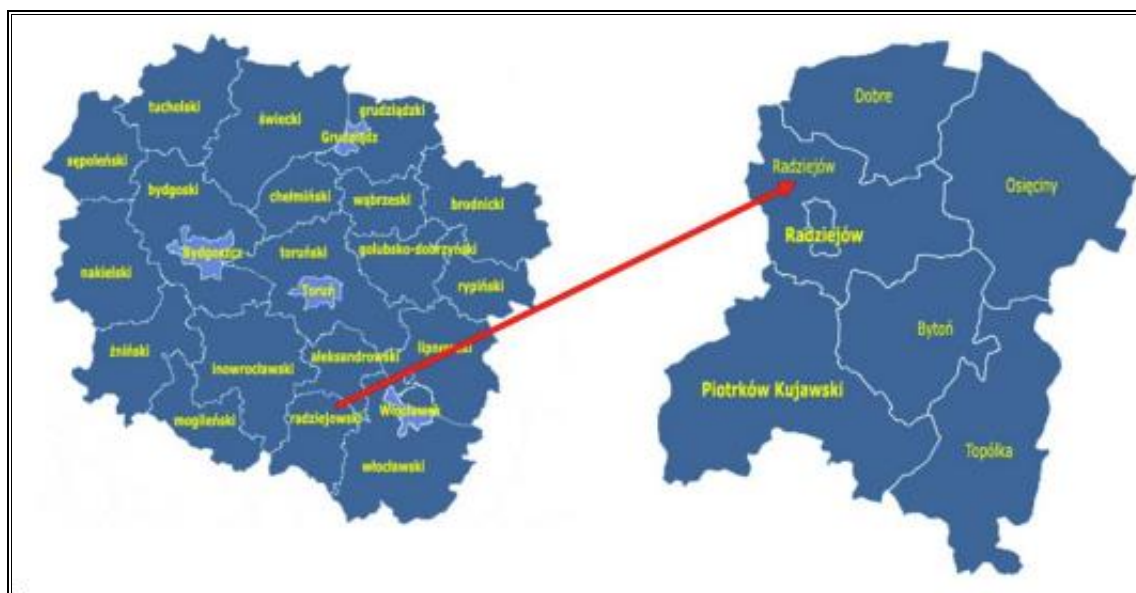 tucholski
świecki
grudziądzki
Grudziądz
sępoleński
bydgoski
chełmiński
wąbrzeski
brodnicki
Bydgoszcz
toruński
golubsko-dobrzyński
nakielski
Toruń
rypiński
żniński
inowrocławski
aleksandrowski
lipnowski
mogileński
radziejowski
Włocławek
włocławski
Dobre
Radziejów
Osięciny
Radziejów
Bytoń
Piotrków Kujawski
Topólka